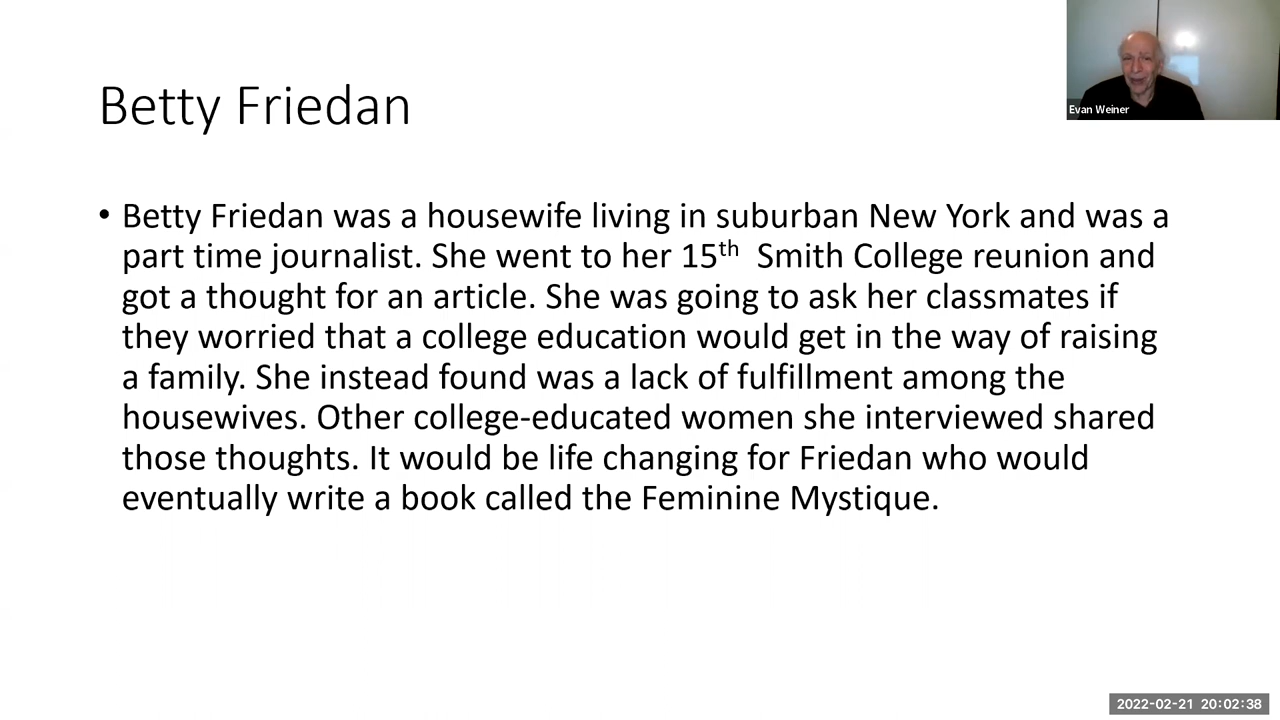 Betty Friedan
Evan Weiner
• Betty Friedan was a housewife living in suburban New York and was a
part time journalist. She went to her 15th Smith College reunion and
got a thought for an article. She was going to ask her classmates if
they worried that a college education would get in the way of raising
a family. She instead found was a lack of fulfillment among the
housewives. Other college-educated women she interviewed shared
those thoughts. It would be life changing for Friedan who would
eventually write a book called the Feminine Mystique.
2022-02-21 20:02:38